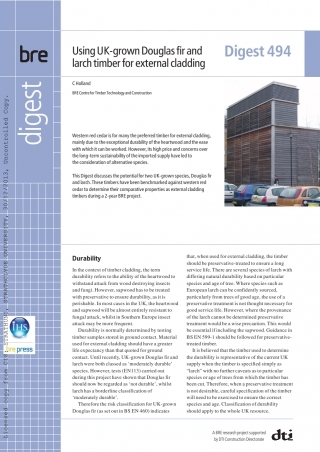 bre
digest
Using UK-grown Douglas fir and
larch timber for external cladding
Digest 494
C Holland
BRE Centre for Timber Technology and Construction
Western red cedar is for many the preferred timber for external cladding,
mainly due to the exceptional durability of the heartwood and the ease
with which it can be worked. However, its high price and concerns over
the long-term sustainability of the imported supply have led to
the consideration of alternative species.
This Digest discusses the potential for two UK-grown species, Douglas fir
and larch. These timbers have been benchmarked against western red
cedar to determine their comparative properties as external cladding
timbers during a 2-year BRE project.
Durability
In the context of timber cladding, the term
durability refers to the ability of the heartwood to
withstand attack from wood destroying insects
and fungi. However, sapwood has to be treated
with preservative to ensure durability, as it is
perishable. In most cases in the UK, the heartwood
and sapwood will be almost entirely resistant to
fungal attack, whilst in Southern Europe insect
attack may be more frequent.
Durability is normally determined by testing
timber samples stored in ground contact. Material
used for external cladding should have a greater
life expectancy than that quoted for ground
contact. Until recently, UK-grown Douglas fir and
larch were both classed as 'moderately durable'
species. However, tests (EN113) carried out
during this project have shown that Douglas fir
should now be regarded as 'not durable', whilst
larch has a borderline classification of
'moderately durable'.
Therefore the risk classification for UK-grown
Douglas fir (as set out in BS EN 460) indicates
that, when used for external cladding, the timber
should be preservative-treated to ensure a long
service life. There are several species of larch with
differing natural durability based on particular
species and age of tree. Where species such as
European larch can be confidently sourced,
particularly from trees of good age, the use of a
preservative treatment is not thought necessary for
good service life. However, where the provenance
of the larch cannot be determined preservative
treatment would be a wise precaution. This would
be essential if including the sapwood. Guidance in
BS EN 599-1 should be followed for preservative-
treated timber.
It is believed that the timber used to determine
the durability is representative of the current UK
supply when the timber is specified simply as
"larch" with no further caveats as to particular
species or age of trees from which the timber has
been cut. Therefore, when a preservative treatment
is not desirable, careful specification of the timber
will need to be exercised to ensure the correct
species and age. Classification of durability
should apply to the whole UK resource.
A BRE research project supported
by DTI Construction Directorate
dti
IHS
bre press
Licensed copy from CIS: strathclyd, STRATHCLYDE UNIVERSITY, 30/10/2013, Uncontrolled Copy.